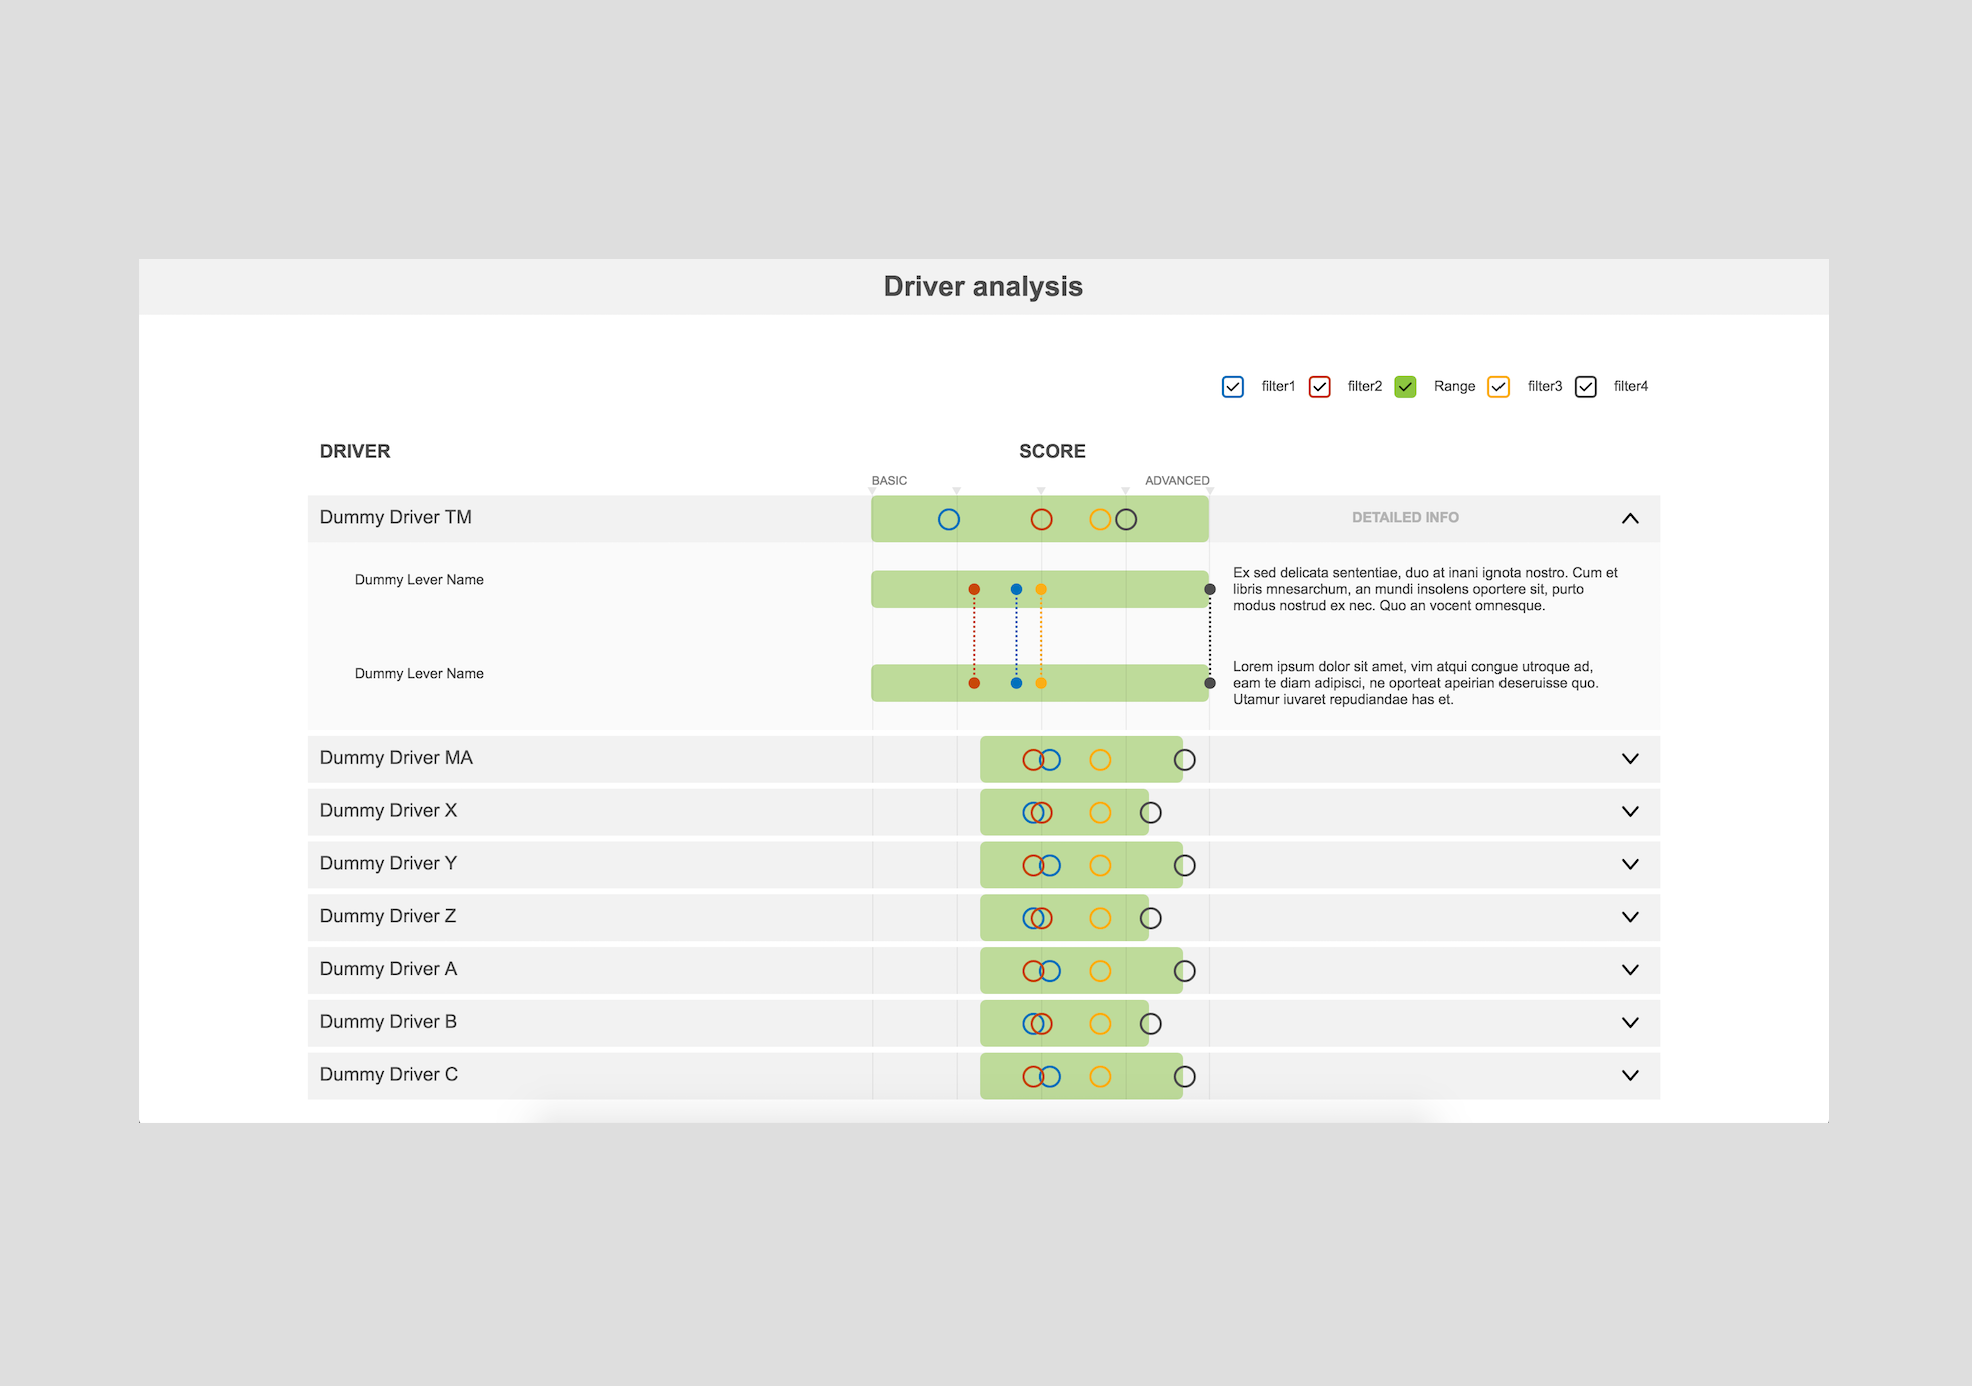 Driver analysis
filter1 filter2 Range filter3 filter4
DRIVER SCORE
BASIC ADVANCED
Dummy Driver TM DETAILED INFO
Dummy Lever Name
Ex sed delicata sententiae, duo at inani ignota nostro. Cum et
libris mnesarchum, an mundi insolens oportere sit, purto
modus nostrud ex nec. Quo an vocent omnesque.
Dummy Lever Name
Lorem ipsum dolor sit amet, vim atqui congue utroque ad,
eam te diam adipisci, ne oporteat apeirian deseruisse quo.
Utamur iuvaret repudiandae has et.
Dummy Driver MA
Dummy Driver X
Dummy Driver Y
Dummy Driver Z
Dummy Driver A
Dummy Driver B
Dummy Driver C